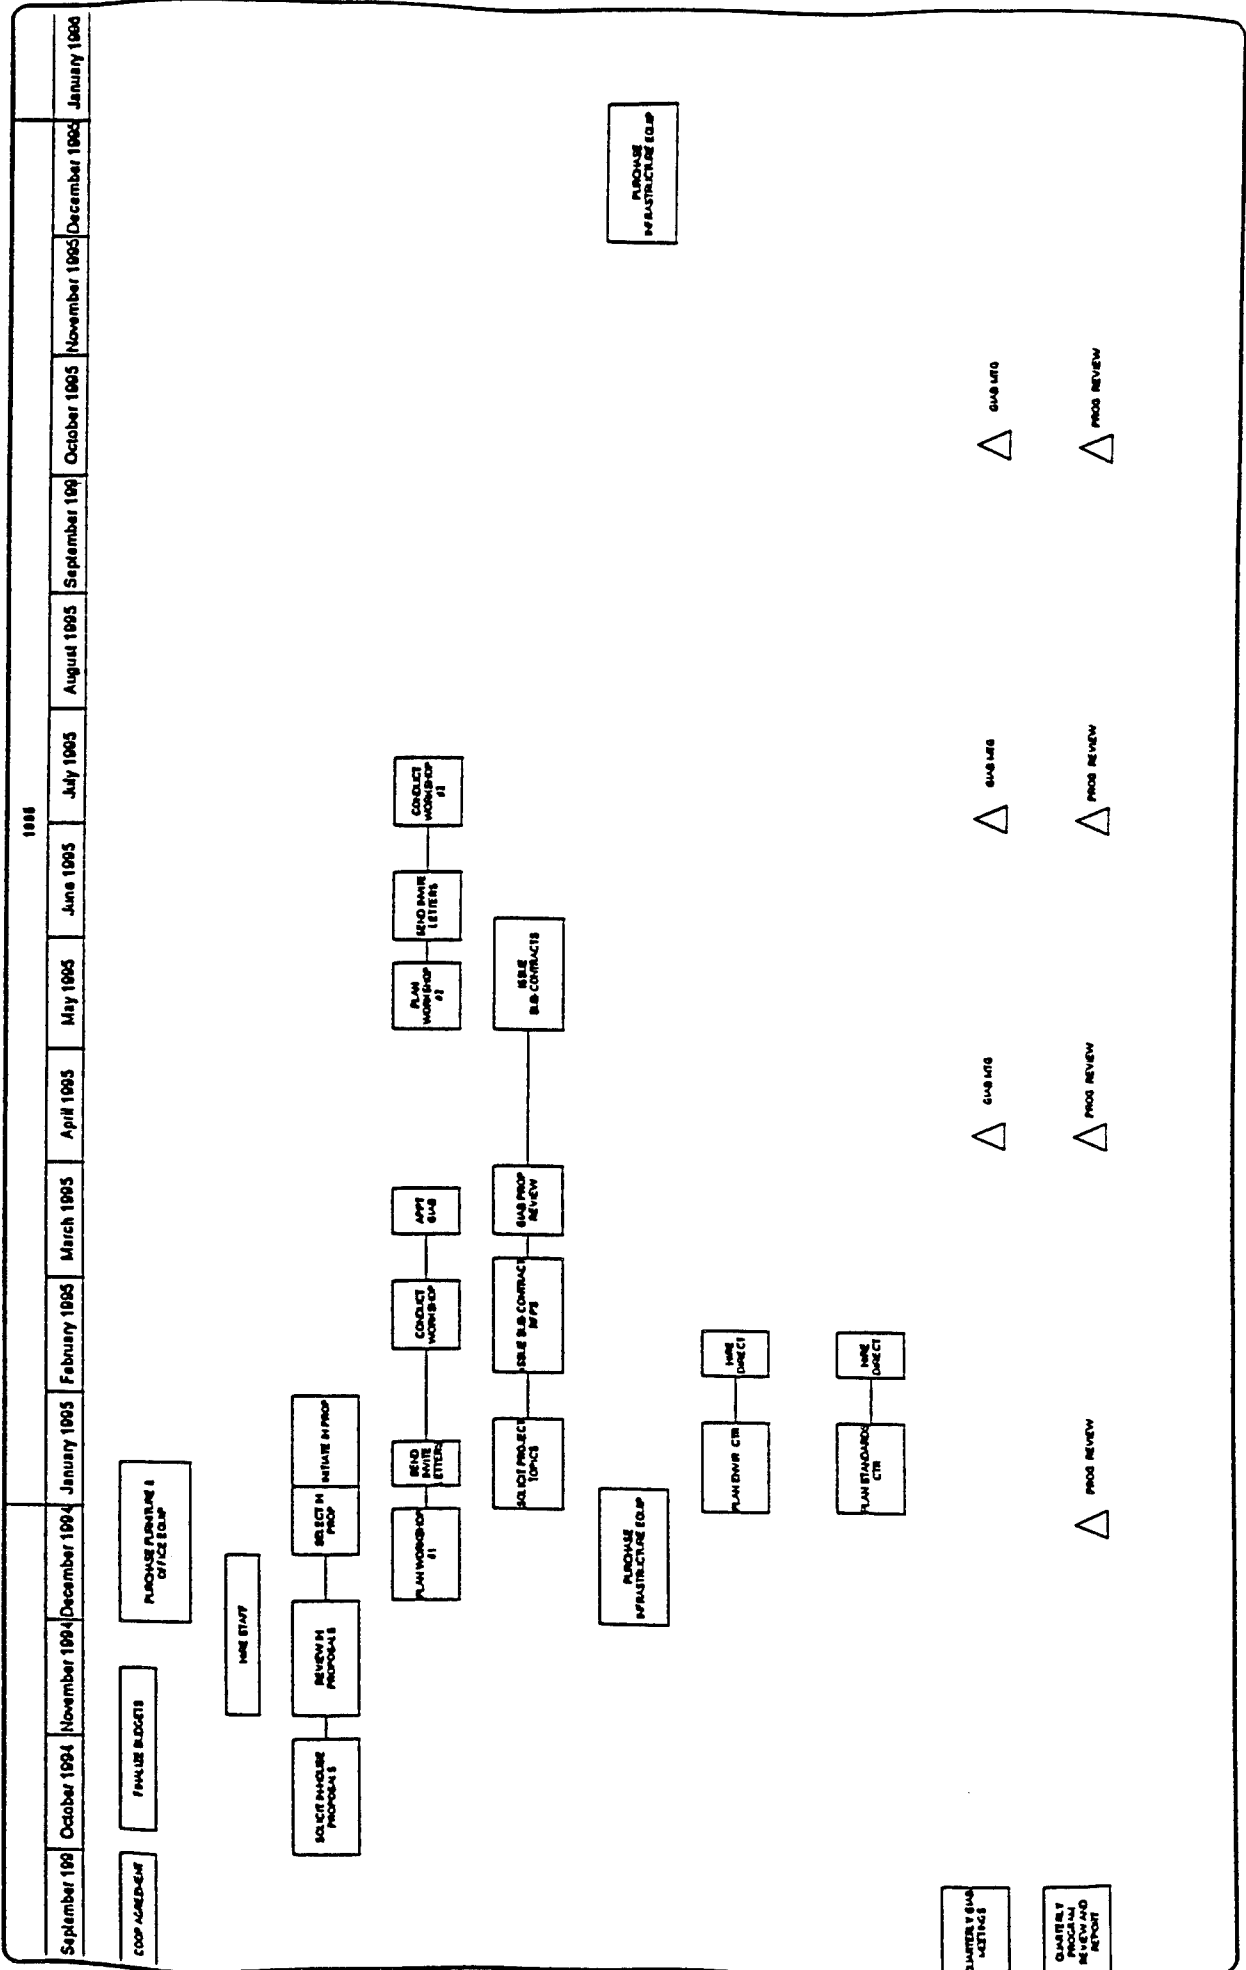 1995
September 199 October 1994 November 1994 December 1994 January 1995 February 1995 March 1995 April 1995 May 1995 June 1995 July 1995 August 1995 September 199 October 1995 November 1995 December 1995 January 1996
COOP AGREEMENT
FINALIZE BUDGETS
PURCHASE FURNITURE &
OFFICE EQUIP
HIRE STAFF
SOLICIT IN-HOUSE
PROPOSALS
REVIEW IH
PROPOSALS
SELECT IH
PROP
INITIATE IH PROP
PLAN WORKSHOP
#1
SEND
INVITE
LETTERS
CONDUCT
WORKSHOP
APPT
GIAB
PLAN
WORKSHOP
#2
SEND INVITE
LETTERS
CONDUCT
WORKSHOP
#2
SOLICIT PROJECT
TOPICS
ISSUE SUB-CONTRACT
RFPS
GIAB PROP
REVIEW
ISSUE
SUB-CONTRACTS
PURCHASE
INFRASTRUCTURE EQUIP
PURCHASE
INFRASTRUCTURE EQUIP
PLAN ENVIR CTR
HIRE
DIRECT
PLAN STANDARDS
CTR
HIRE
DIRECT
QUARTERLY GIAB
MEETINGS
GIAB MTG
GIAB MTG
GIAB MTG
QUARTERLY
PROGRAM
REVIEW AND
REPORT
PROG REVIEW
PROG REVIEW
PROG REVIEW
PROG REVIEW